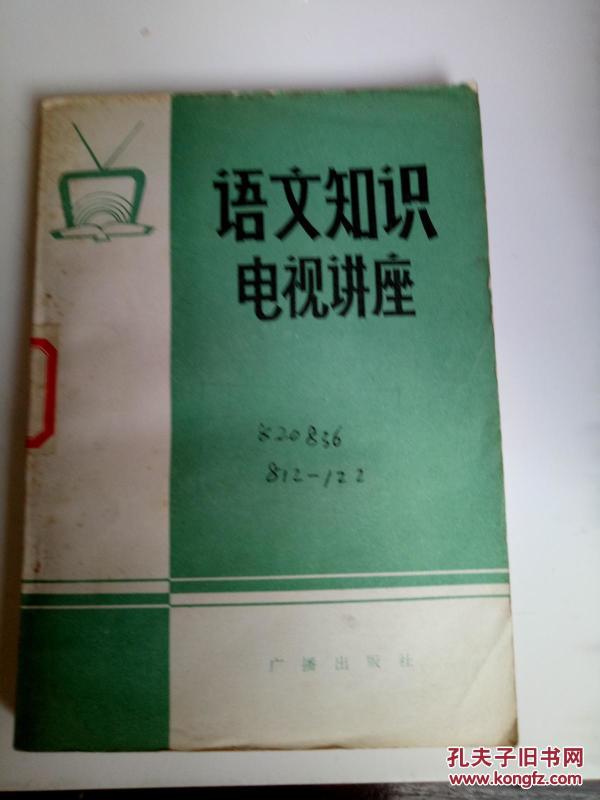 语文知识
电视讲座
820836
812-122
广播出版社
孔夫子旧书网
www.kongfz.com